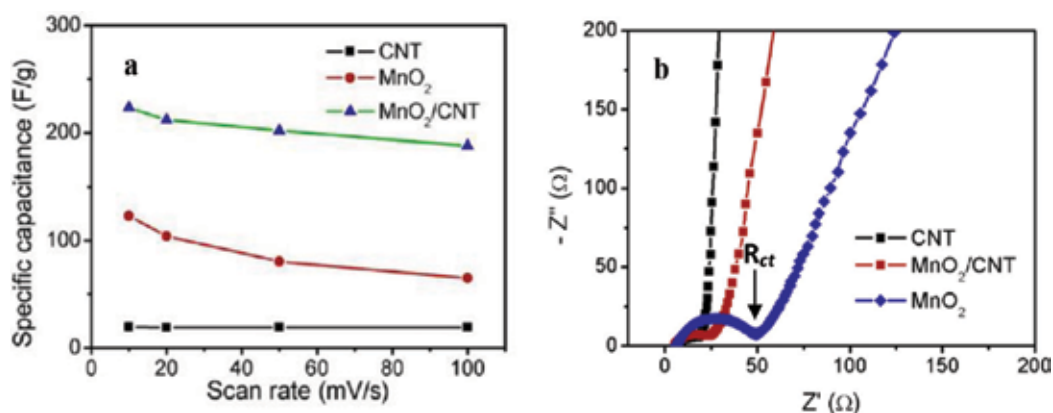 a
CNT
MnO₂
MnO₂/CNT
300
200
100
0
0
20
40
60
80
100
Specific capacitance (F/g)
Scan rate (mV/s)
b
CNT
MnO₂/CNT
MnO₂
Rct
200
150
100
50
0
0
50
100
150
200
- Z'' (Ω)
Z' (Ω)